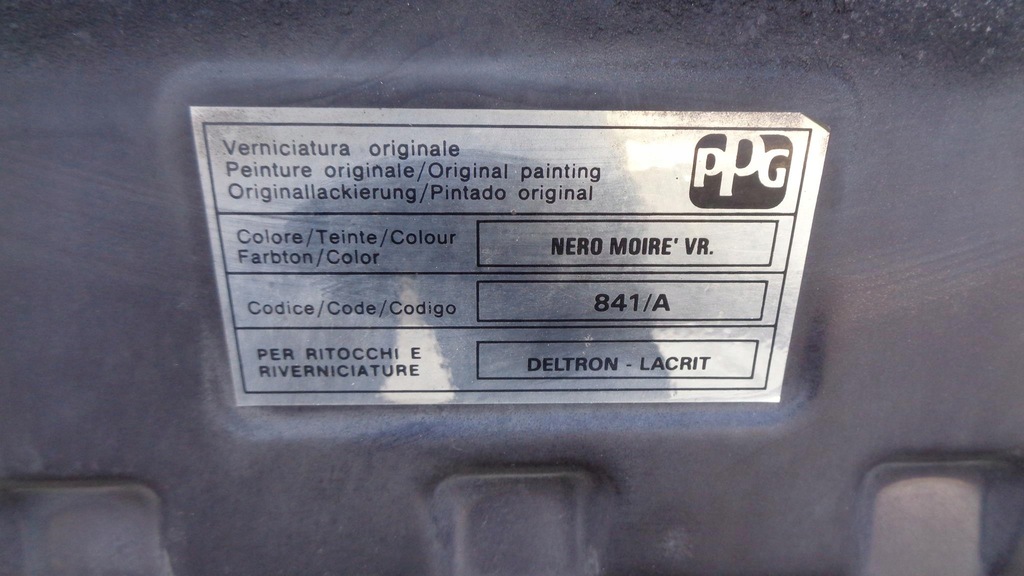 Verniciatura originale
Peinture originale/Original painting
Originallackierung/Pintado original
PPG
Colore/Teinte/Colour
Farbton/Color
NERO MOIRE' VR.
Codice/Code/Codigo
841/A
PER RITOCCHI E
RIVERNICIATURE
DELTRON - LACRIT